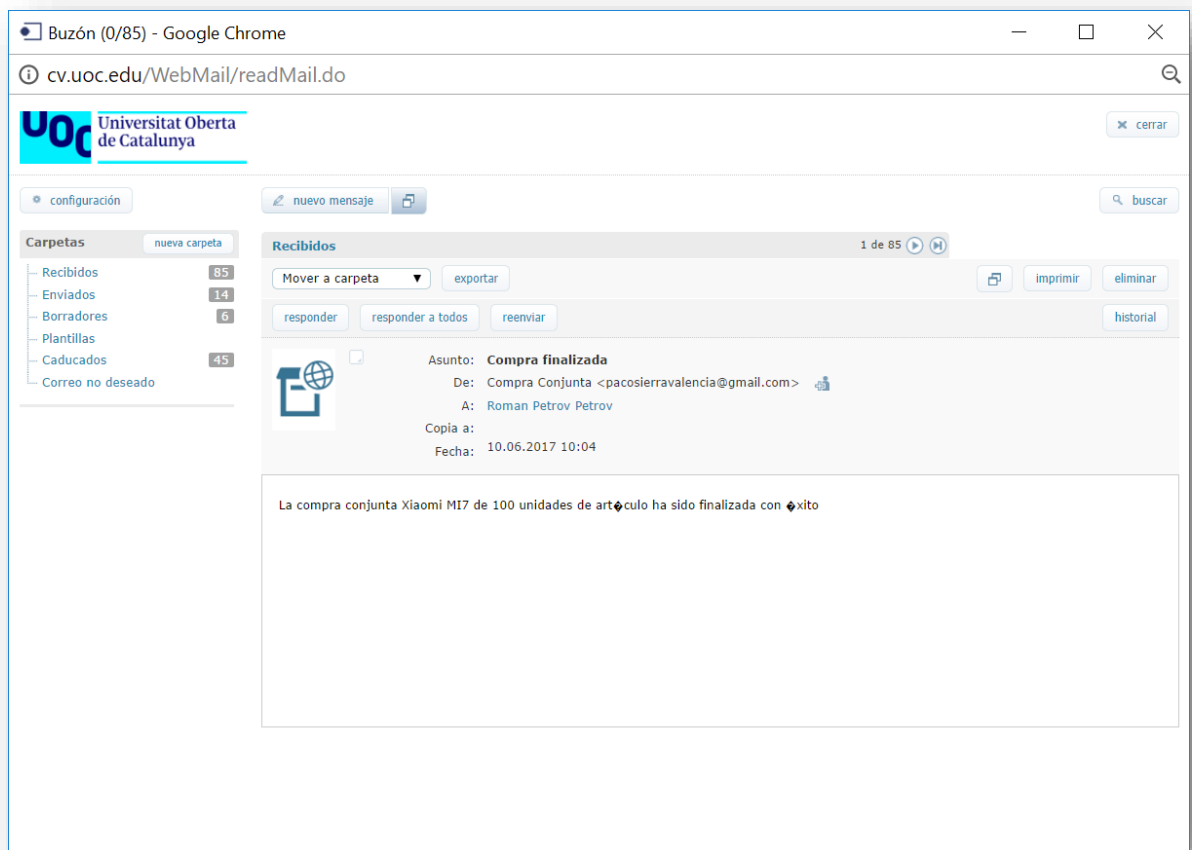 Buzón (0/85) - Google Chrome
cv.uoc.edu/WebMail/readMail.do
UOC Universitat Oberta
de Catalunya
cerrar
configuración
nuevo mensaje
buscar
Carpetas nueva carpeta
Recibidos 85
Enviados 14
Borradores 6
Plantillas
Caducados 45
Correo no deseado
Recibidos 1 de 85
Mover a carpeta ▼ exportar imprimir eliminar
responder responder a todos reenviar historial
Asunto: Compra finalizada
De: Compra Conjunta <pacosierravalencia@gmail.com>
A: Roman Petrov Petrov
Copia a:
Fecha: 10.06.2017 10:04
La compra conjunta Xiaomi MI7 de 100 unidades de art�culo ha sido finalizada con �xito